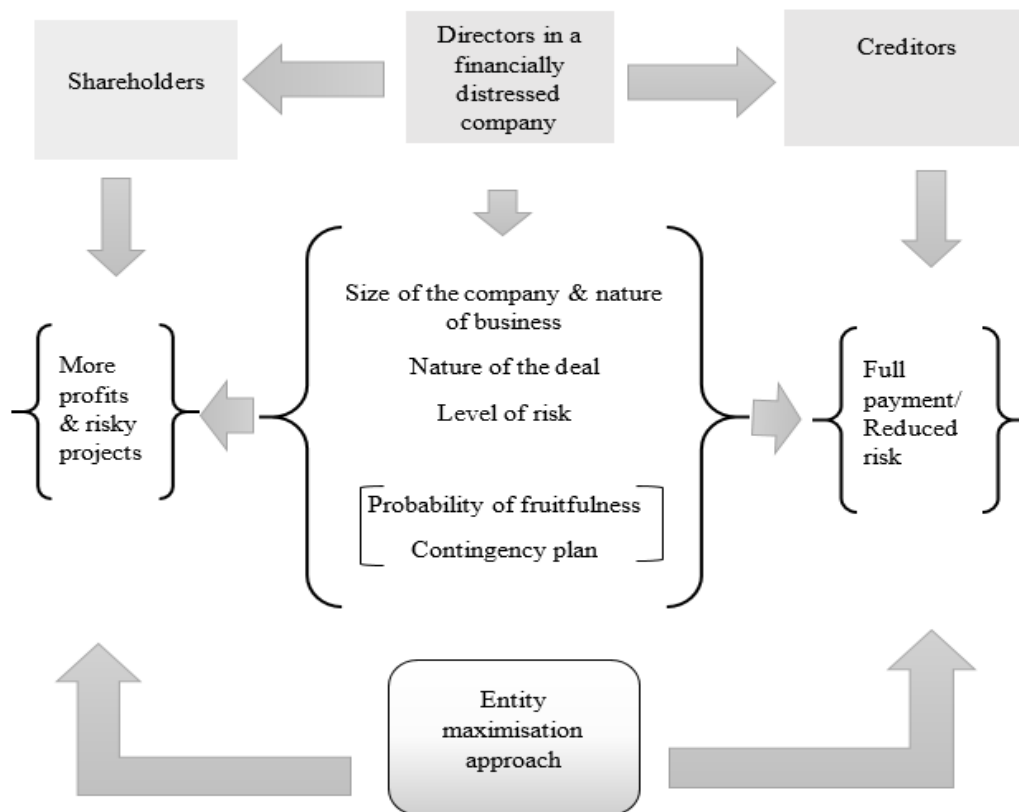 Shareholders
Directors in a
financially
distressed
company
Creditors
More
profits
& risky
projects
Size of the company & nature
of business
Nature of the deal
Level of risk
Probability of fruitfulness
Contingency plan
Full
payment/
Reduced
risk
Entity
maximisation
approach